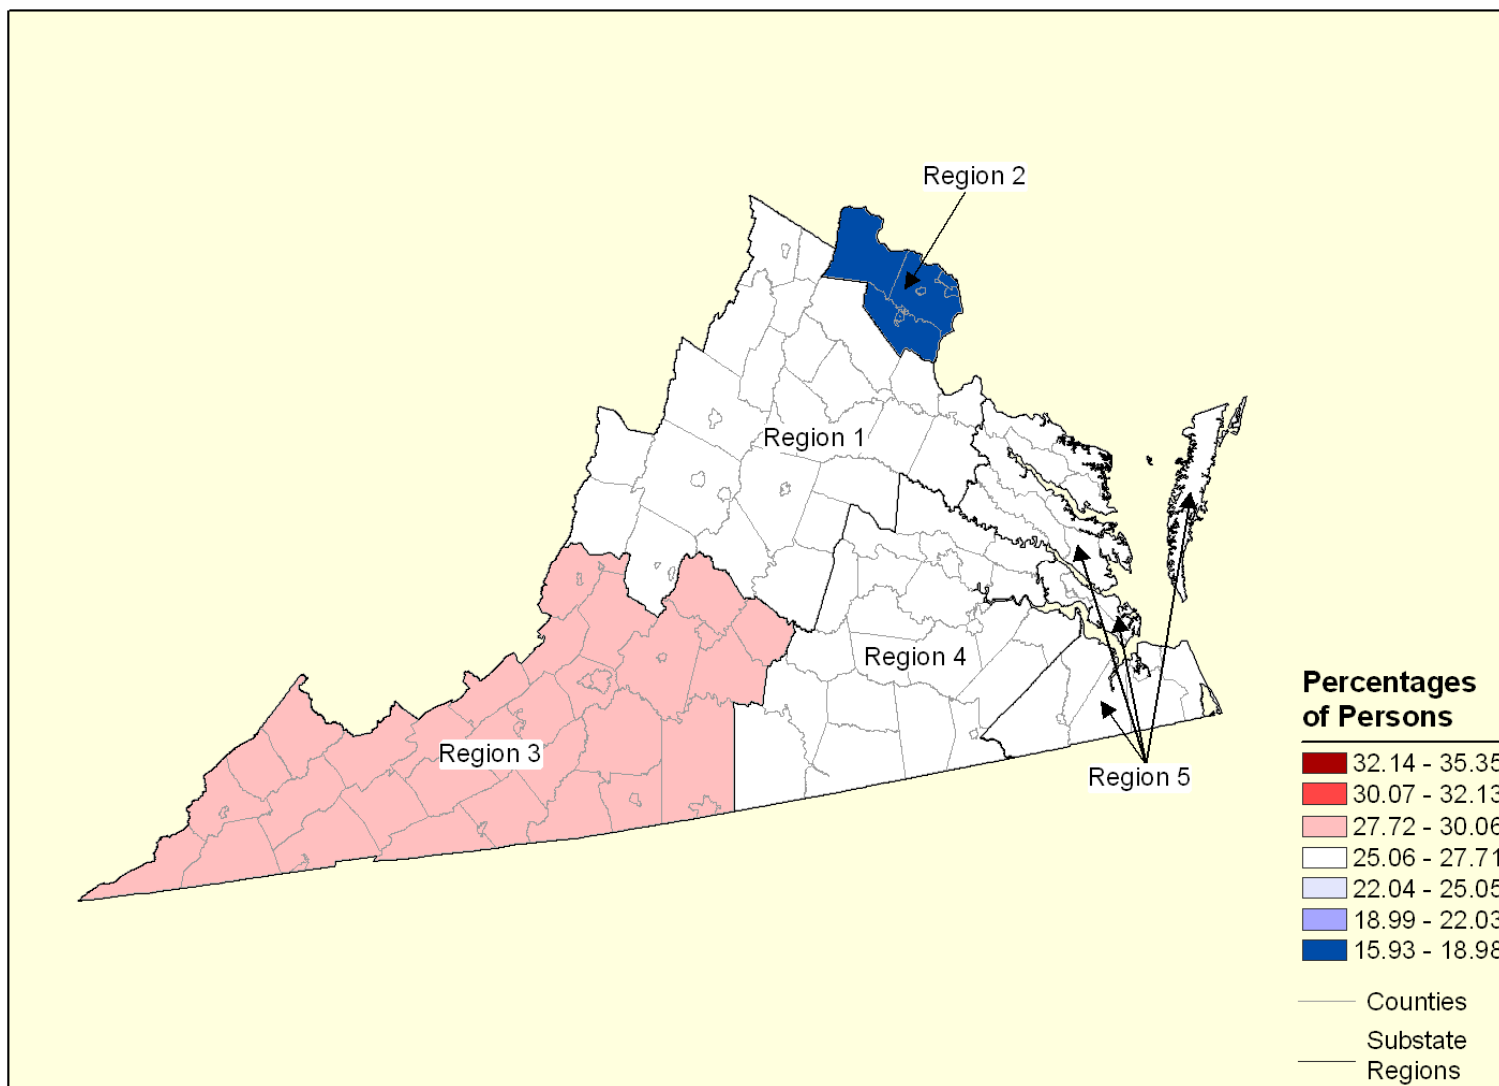 Region 2
Region 1
Region 4
Region 3
Region 5
Percentages
of Persons
32.14 - 35.35
30.07 - 32.13
27.72 - 30.06
25.06 - 27.71
22.04 - 25.05
18.99 - 22.03
15.93 - 18.98
Counties
Substate
Regions